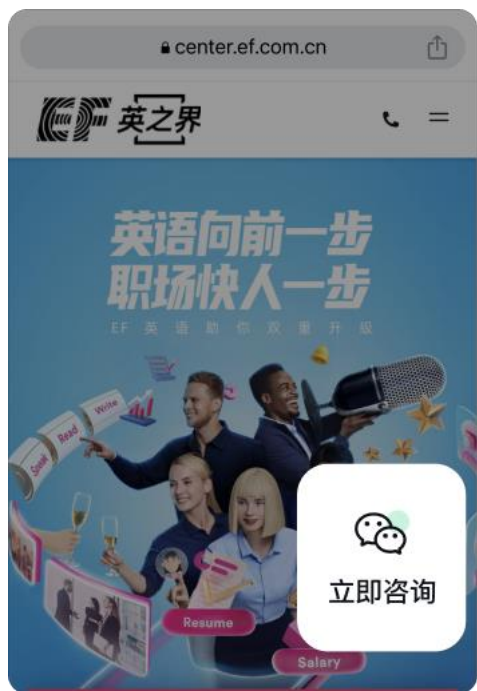 center.ef.com.cn
EF 英之界
英语向前一步
职场快人一步
EF 英语助你双重升级
Write
Read
Speak
立即咨询
Resume
Salary